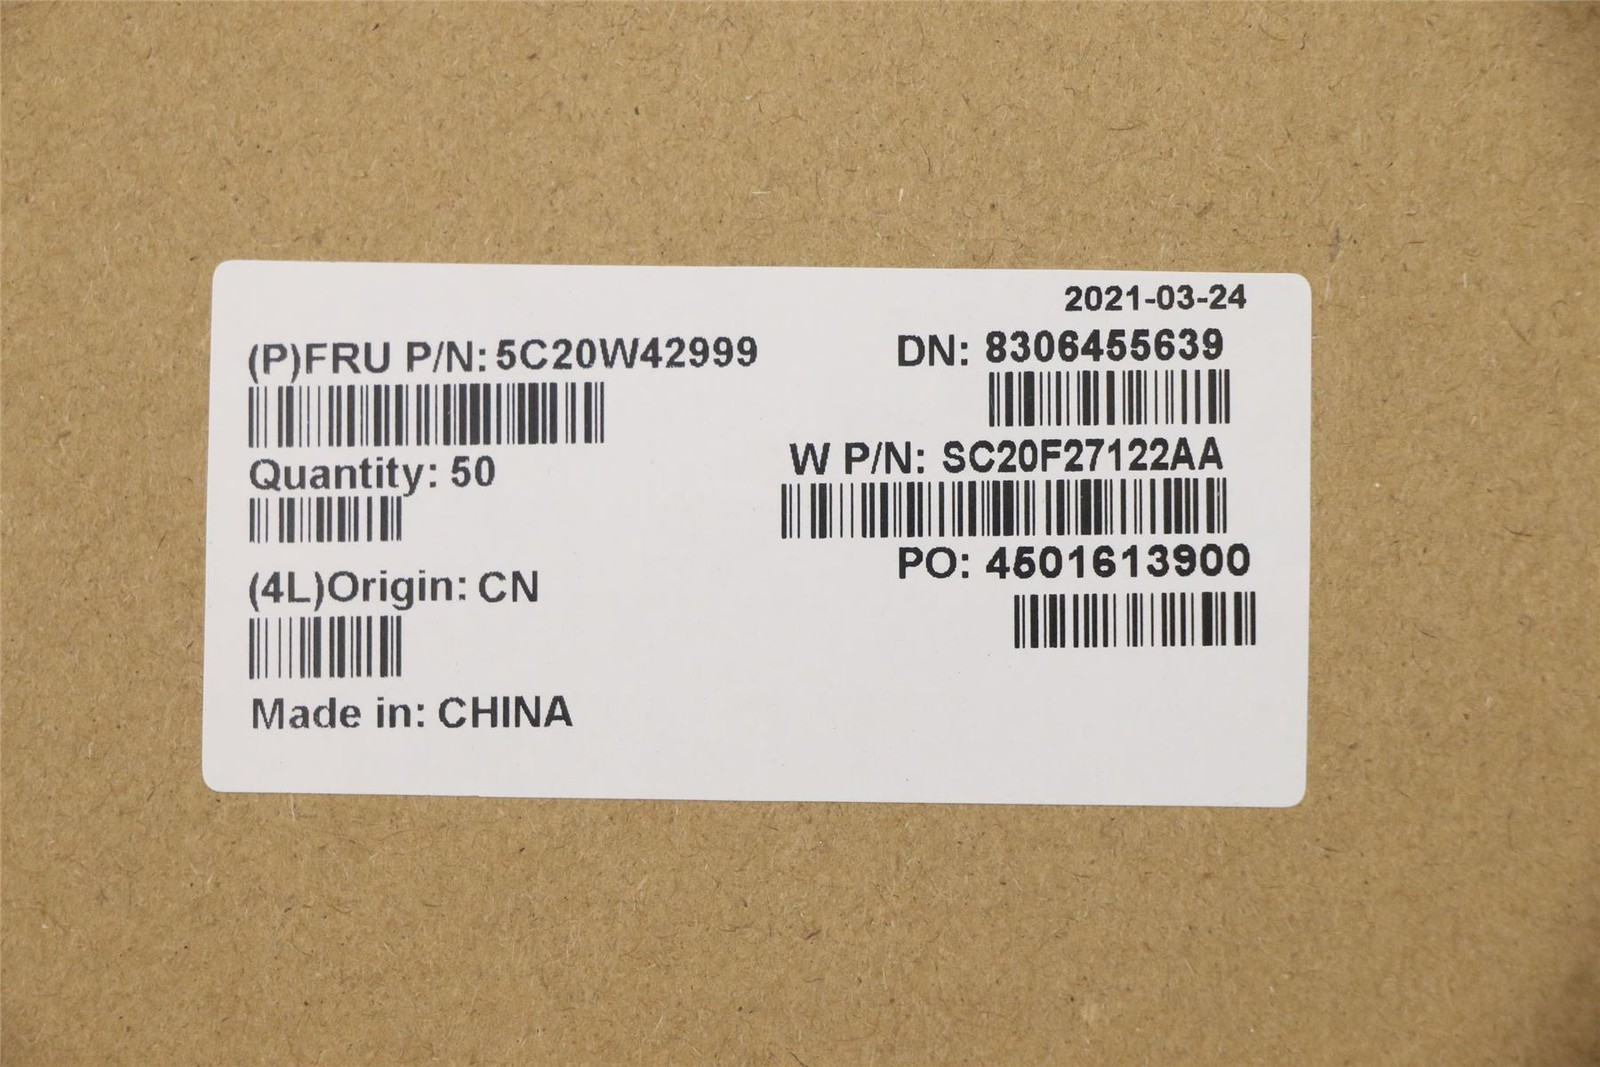 2021-03-24
(P)FRU P/N: 5C20W42999
DN: 8306455639
W P/N: SC20F27122AA
Quantity: 50
PO: 4501613900
(4L)Origin: CN
Made in: CHINA